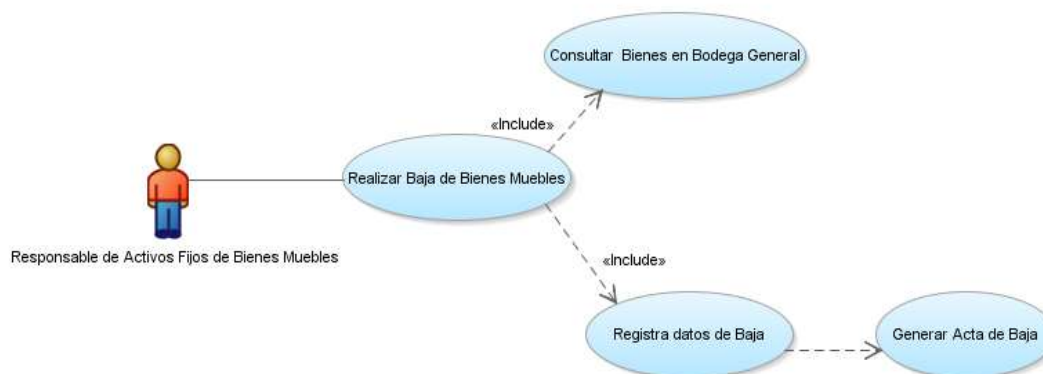 Consultar Bienes en Bodega General
«Include»
Realizar Baja de Bienes Muebles
Responsable de Activos Fijos de Bienes Muebles
«Include»
Registra datos de Baja
Generar Acta de Baja